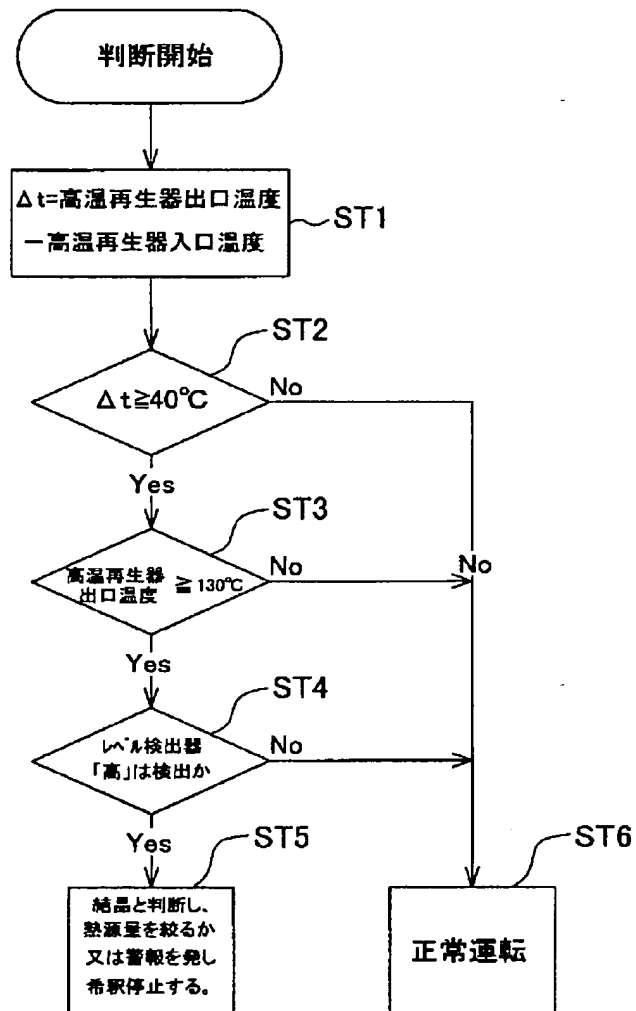 判断開始
Δt=高温再生器出口温度
－高温再生器入口温度
ST1
ST2
Δt≧40℃
No
Yes
ST3
高温再生器
出口温度 ≧130℃
No
No
Yes
ST4
レベル検出器
「高」は検出か
No
Yes
ST5
ST6
結晶と判断し、
熱源量を絞るか
又は警報を発し
希釈停止する。
正常運転